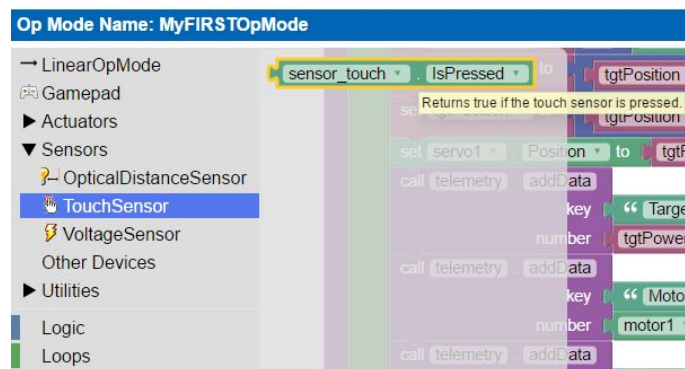 Op Mode Name: MyFIRSTOpMode
LinearOpMode
Gamepad
Actuators
Sensors
OpticalDistanceSensor
TouchSensor
VoltageSensor
Other Devices
Utilities
Logic
Loops
sensor_touch . IsPressed to tgtPosition
Returns true if the touch sensor is pressed.
set tgtPosition
set servo1 . Position to
call telemetry . addData
key “
number tgtPower
call telemetry . addData
key “
number motor1
call telemetry . addData